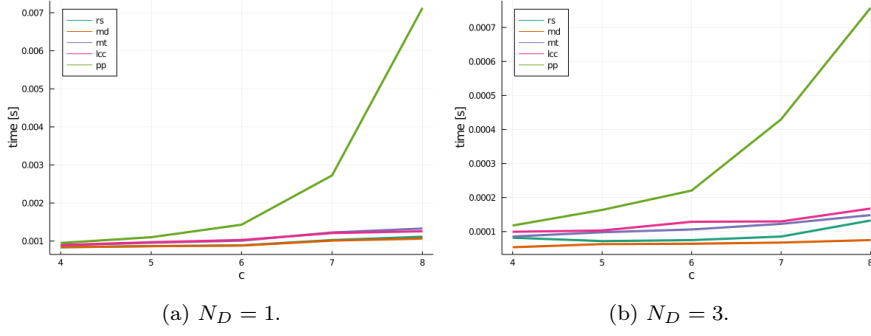 0.007
0.006
0.005
0.004
0.003
0.002
0.001
time [s]
rs
md
mt
lcc
pp
4
5
6
7
8
c
(a) N_D = 1.
0.0007
0.0006
0.0005
0.0004
0.0003
0.0002
0.0001
time [s]
rs
md
mt
lcc
pp
4
5
6
7
8
c
(b) N_D = 3.